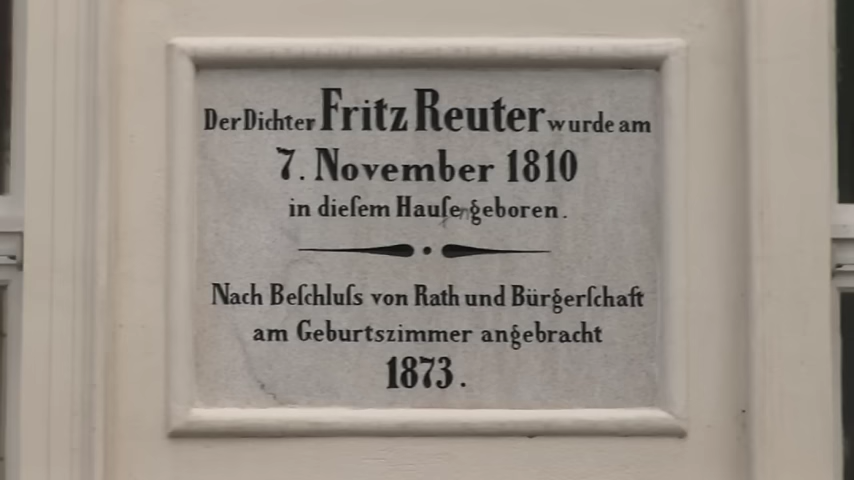 Der Dichter Fritz Reuter wurde am
7. November 1810
in dieſem Hauſe geboren.
Nach Beſchluſs von Rath und Bürgerſchaft
am Geburtszimmer angebracht
1873.